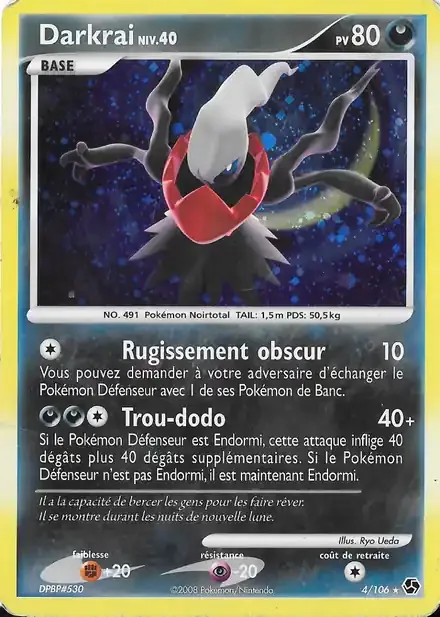 Darkrai NIV.40 PV 80
BASE
NO. 491 Pokémon Noirtotal TAIL: 1,5m PDS: 50,5kg
Rugissement obscur 10
Vous pouvez demander à votre adversaire d'échanger le
Pokémon Défenseur avec 1 de ses Pokémon de Banc.
Trou-dodo 40+
Si le Pokémon Défenseur est Endormi, cette attaque inflige 40
dégâts plus 40 dégâts supplémentaires. Si le Pokémon
Défenseur n'est pas Endormi, il est maintenant Endormi.
Il a la capacité de bercer les gens pour les faire rêver.
Il se montre durant les nuits de nouvelle lune.
Illus. Ryo Ueda
faiblesse résistance coût de retraite
+20 -20
DPBP#530 ©2008 Pokémon/Nintendo 4/106 ★